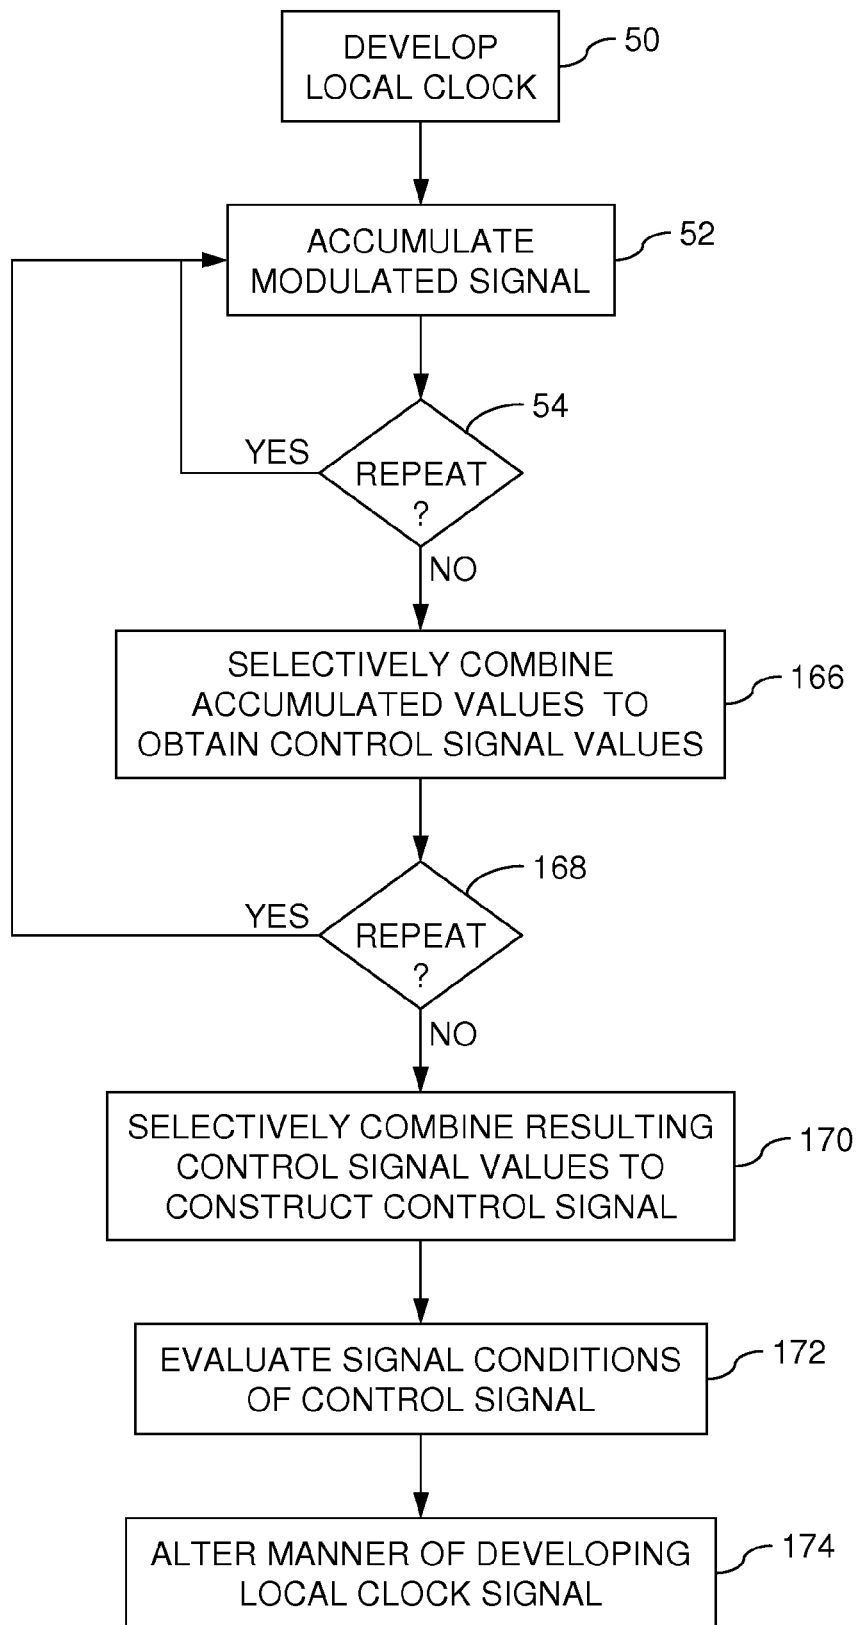 DEVELOP
LOCAL CLOCK
50
ACCUMULATE
MODULATED SIGNAL
52
54
YES
REPEAT
?
NO
SELECTIVELY COMBINE
ACCUMULATED VALUES TO
OBTAIN CONTROL SIGNAL VALUES
166
168
YES
REPEAT
?
NO
SELECTIVELY COMBINE RESULTING
CONTROL SIGNAL VALUES TO
CONSTRUCT CONTROL SIGNAL
170
EVALUATE SIGNAL CONDITIONS
OF CONTROL SIGNAL
172
ALTER MANNER OF DEVELOPING
LOCAL CLOCK SIGNAL
174